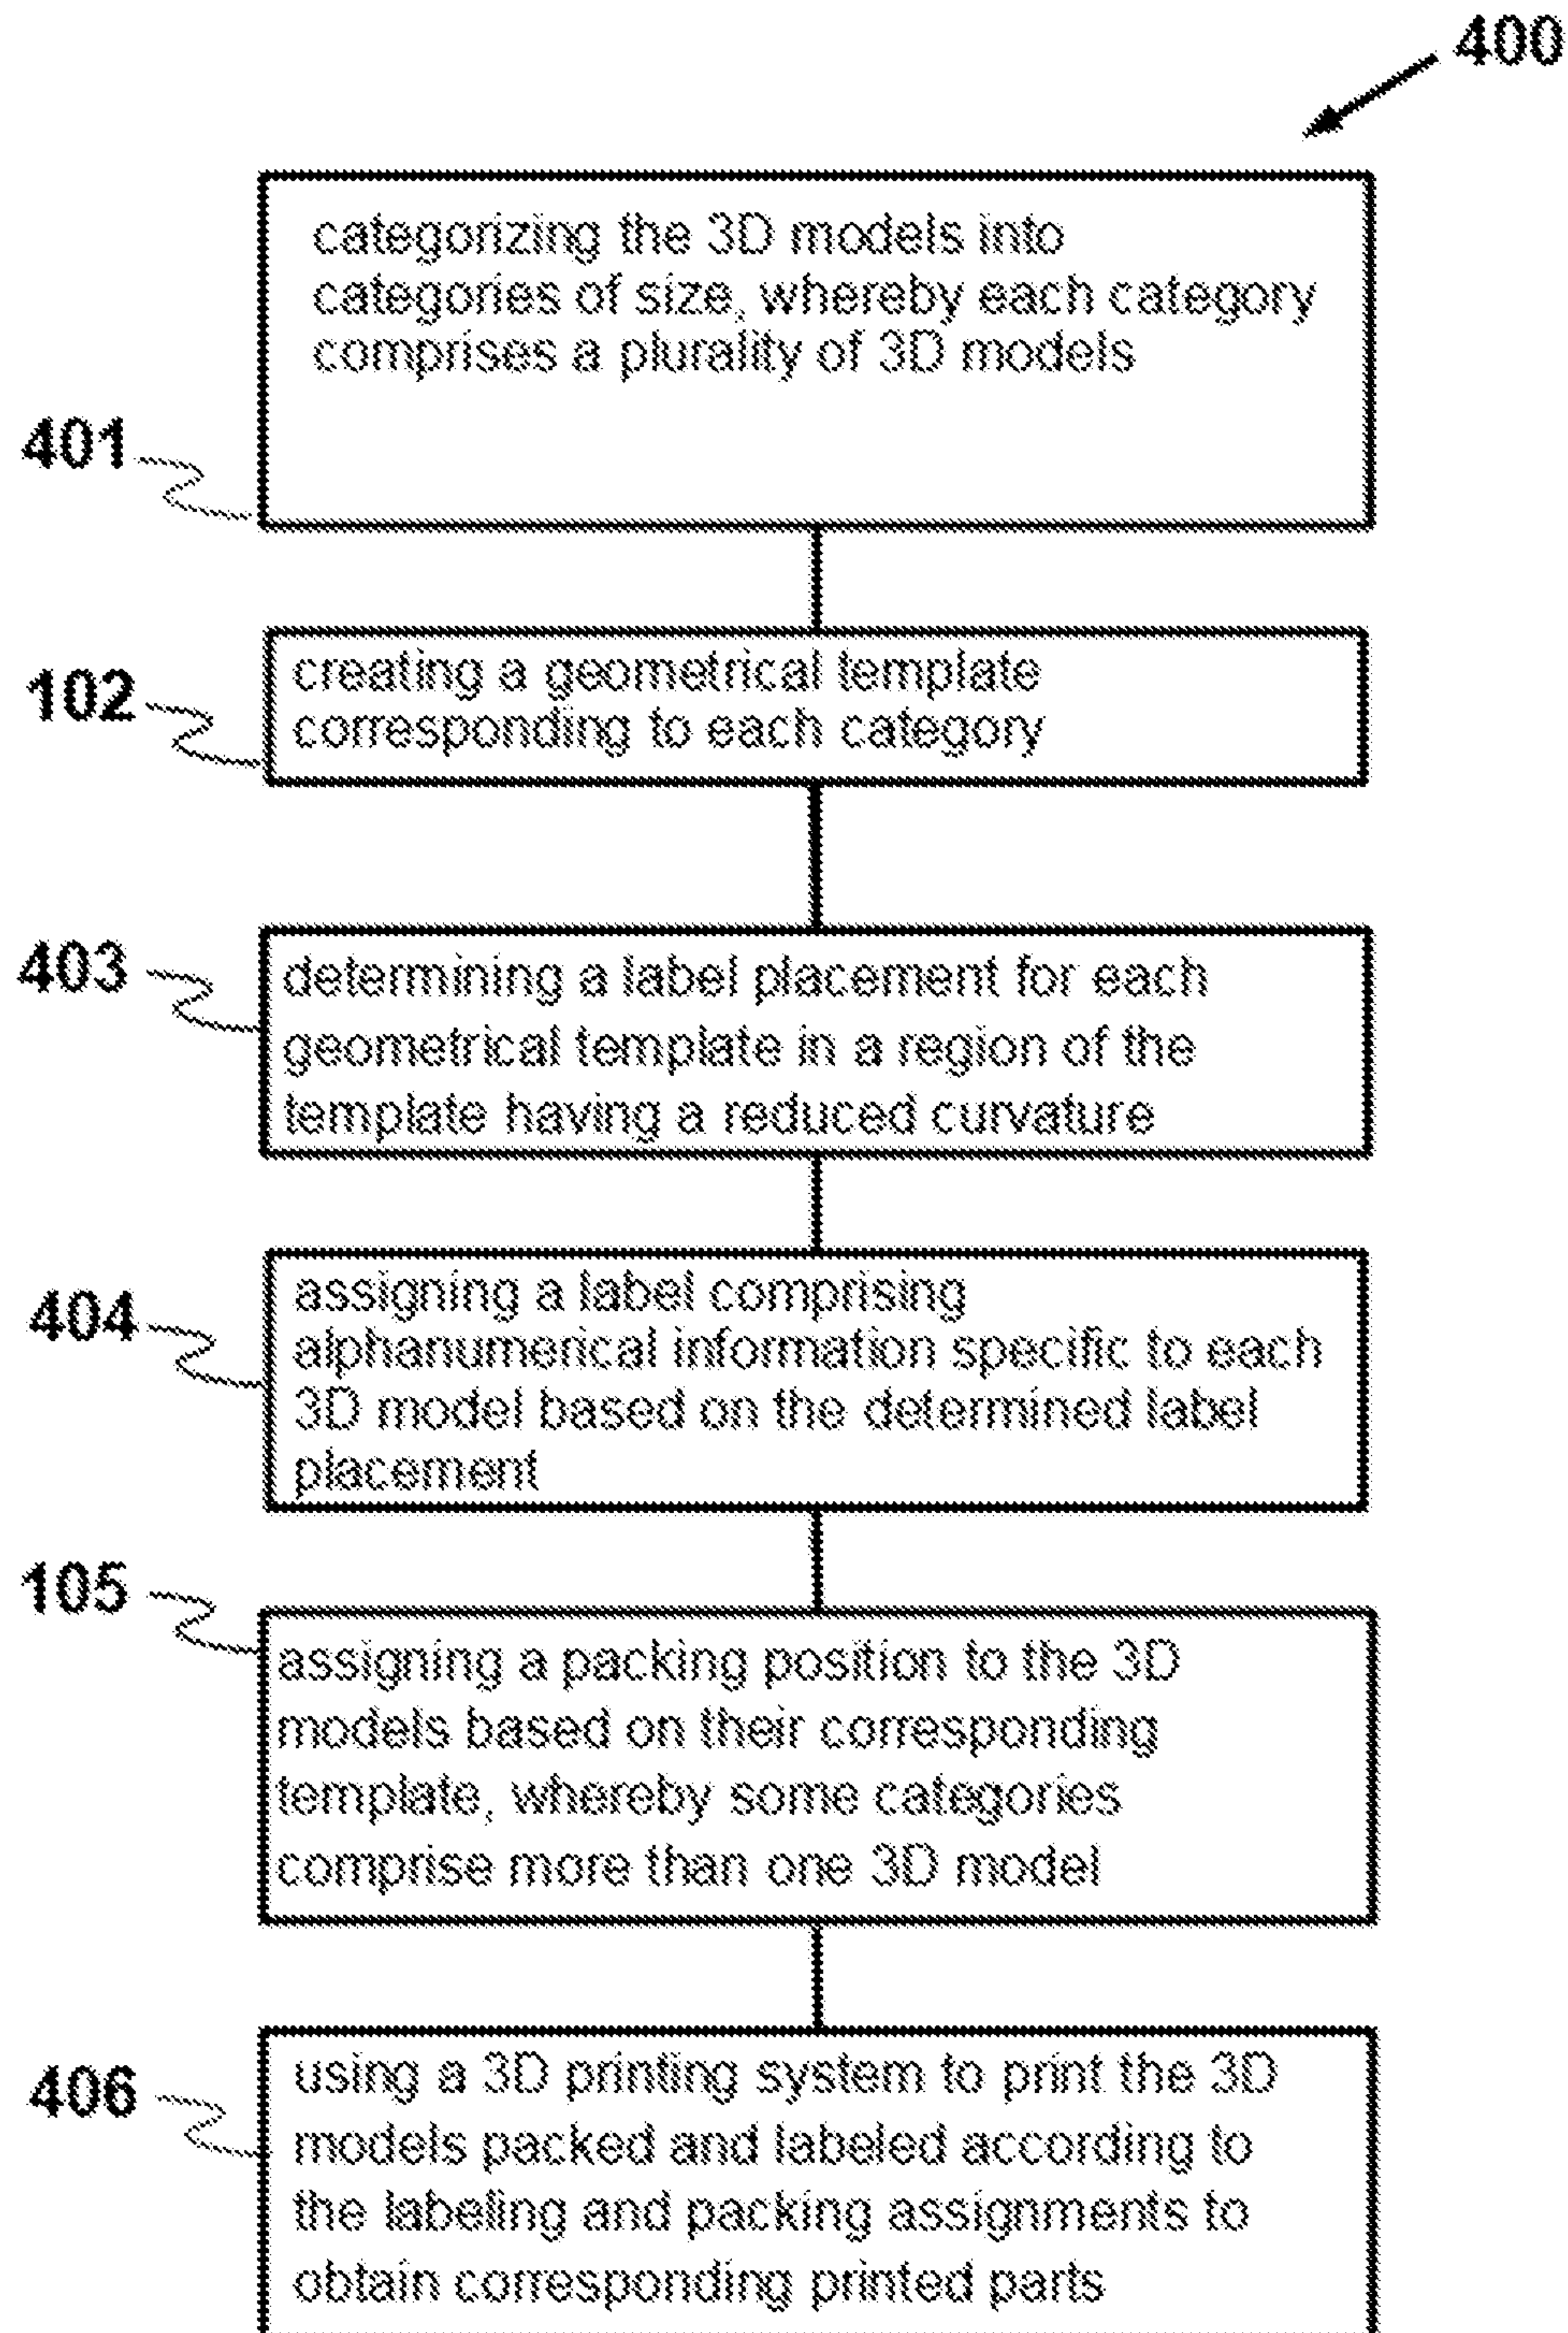 400
categorizing the 3D models into
categories of size, whereby each category
comprises a plurality of 3D models
401
102
creating a geometrical template
corresponding to each category
403
determining a label placement for each
geometrical template in a region of the
template having a reduced curvature
404
assigning a label comprising
alphanumerical information specific to each
3D model based on the determined label
placement
105
assigning a packing position to the 3D
models based on their corresponding
template, whereby some categories
comprise more than one 3D model
406
using a 3D printing system to print the 3D
models packed and labeled according to
the labeling and packing assignments to
obtain corresponding printed parts